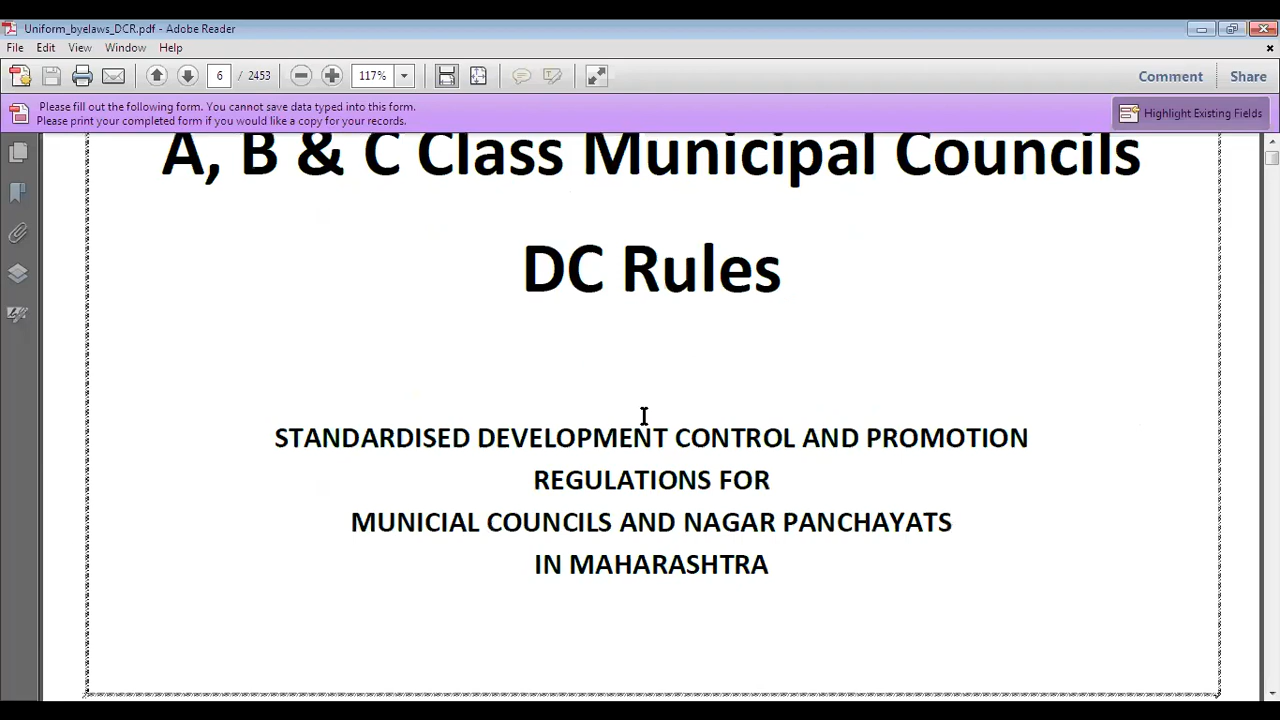 Uniform_byelaws_DCR.pdf - Adobe Reader
File Edit View Window Help
6 / 2453 117% Comment Share
Please fill out the following form. You cannot save data typed into this form.
Please print your completed form if you would like a copy for your records.
Highlight Existing Fields
A, B & C Class Municipal Councils
DC Rules
STANDARDISED DEVELOPMENT CONTROL AND PROMOTION
REGULATIONS FOR
MUNICIAL COUNCILS AND NAGAR PANCHAYATS
IN MAHARASHTRA